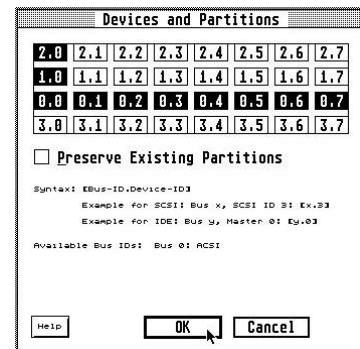 Devices and Partitions
2.0 2.1 2.2 2.3 2.4 2.5 2.6 2.7
1.0 1.1 1.2 1.3 1.4 1.5 1.6 1.7
0.0 0.1 0.2 0.3 0.4 0.5 0.6 0.7
3.0 3.1 3.2 3.3 3.4 3.5 3.6 3.7
Preserve Existing Partitions
Syntax: [Bus-ID.Device-ID]
Example for SCSI: Bus x, SCSI ID 3: [x.3]
Example for IDE: Bus y, Master 0: [y.0]
Available Bus IDs: Bus 0: ACSI
Help OK Cancel